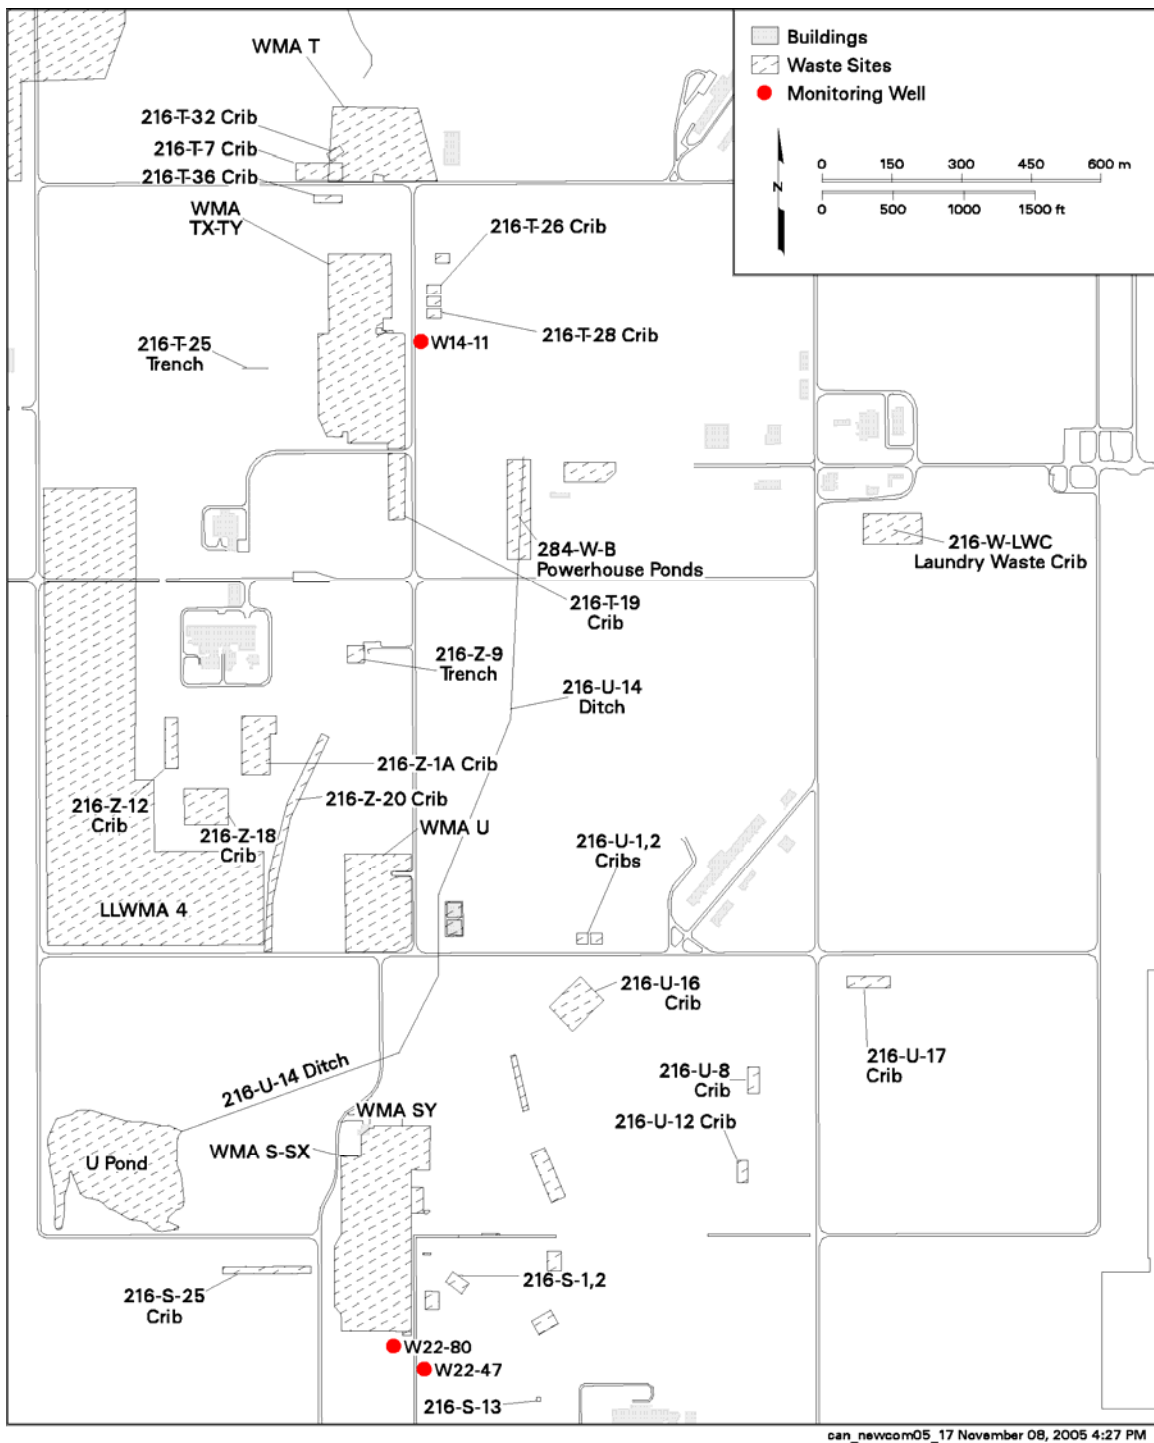 WMA T
216-T-32 Crib
216-T-7 Crib
216-T-36 Crib
WMA
TX-TY
216-T-26 Crib
216-T-28 Crib
W14-11
216-T-25
Trench
Buildings
Waste Sites
Monitoring Well
N
0 150 300 450 600 m
0 500 1000 1500 ft
284-W-B
Powerhouse Ponds
216-W-LWC
Laundry Waste Crib
216-T-19
Crib
216-Z-9
Trench
216-U-14
Ditch
216-Z-1A Crib
216-Z-20 Crib
216-Z-12
Crib
216-Z-18
Crib
WMA U
216-U-1,2
Cribs
LLWMA 4
216-U-16
Crib
216-U-17
Crib
216-U-8
Crib
216-U-12 Crib
216-U-14 Ditch
WMA SY
WMA S-SX
U Pond
216-S-25
Crib
216-S-1,2
W22-80
W22-47
216-S-13
can_newcom05_17 November 08, 2005 4:27 PM